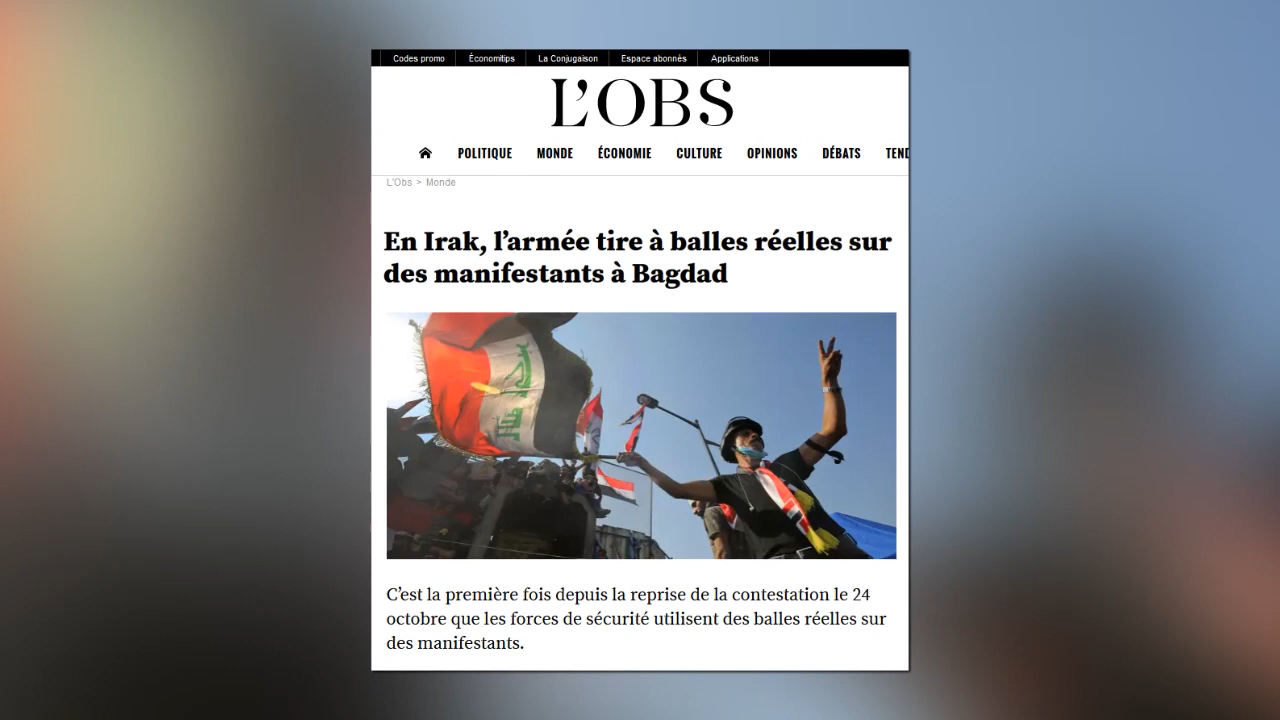 Codes promo Économitips La Conjugaison Espace abonnés Applications
L'OBS
POLITIQUE MONDE ÉCONOMIE CULTURE OPINIONS DÉBATS TEND
L'Obs > Monde
En Irak, l’armée tire à balles réelles sur
des manifestants à Bagdad
C’est la première fois depuis la reprise de la contestation le 24
octobre que les forces de sécurité utilisent des balles réelles sur
des manifestants.